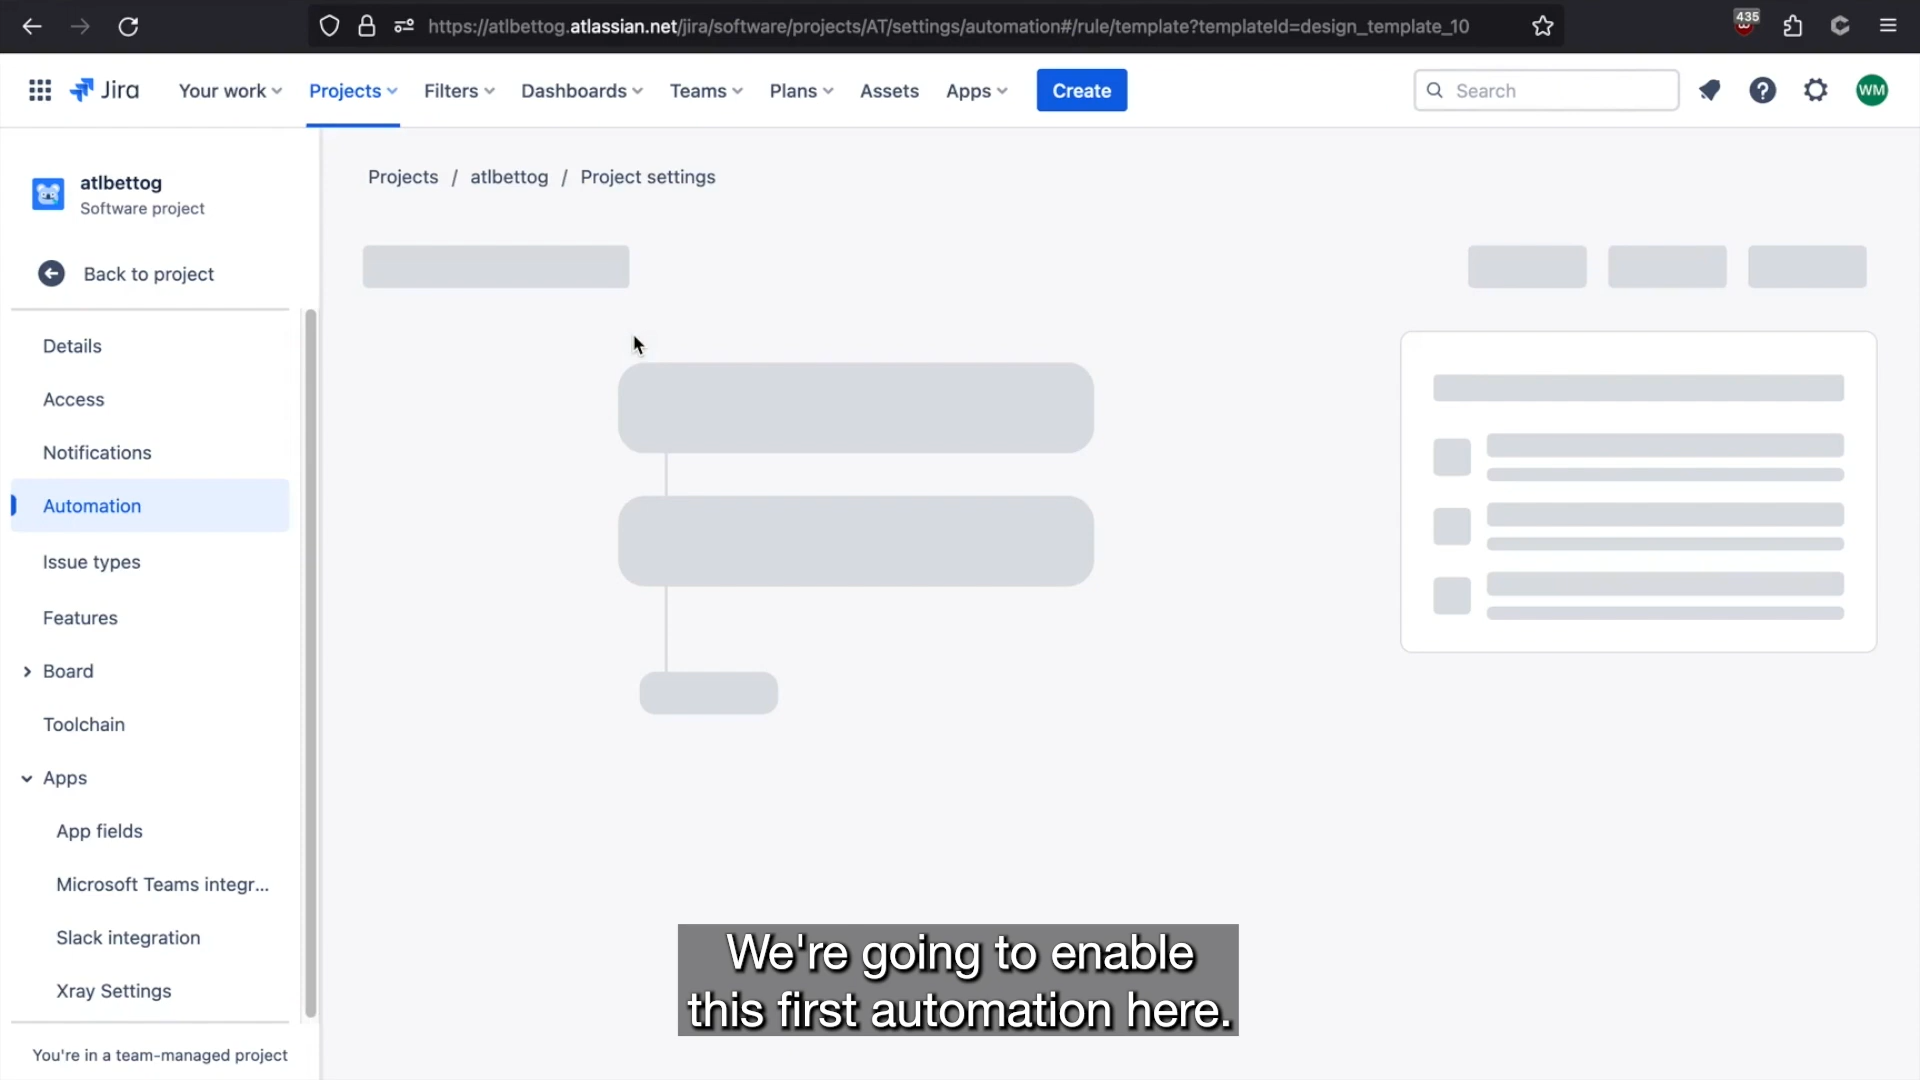 https://atlbettog.atlassian.net/jira/software/projects/AT/settings/automation#/rule/template?templateId=design_template_10
435
Jira
Your work
Projects
Filters
Dashboards
Teams
Plans
Assets
Apps
Create
Search
WM
atlbettog
Software project
Back to project
Details
Access
Notifications
Automation
Issue types
Features
Board
Toolchain
Apps
App fields
Microsoft Teams integr...
Slack integration
Xray Settings
You're in a team-managed project
Projects / atlbettog / Project settings
We're going to enable
this first automation here.